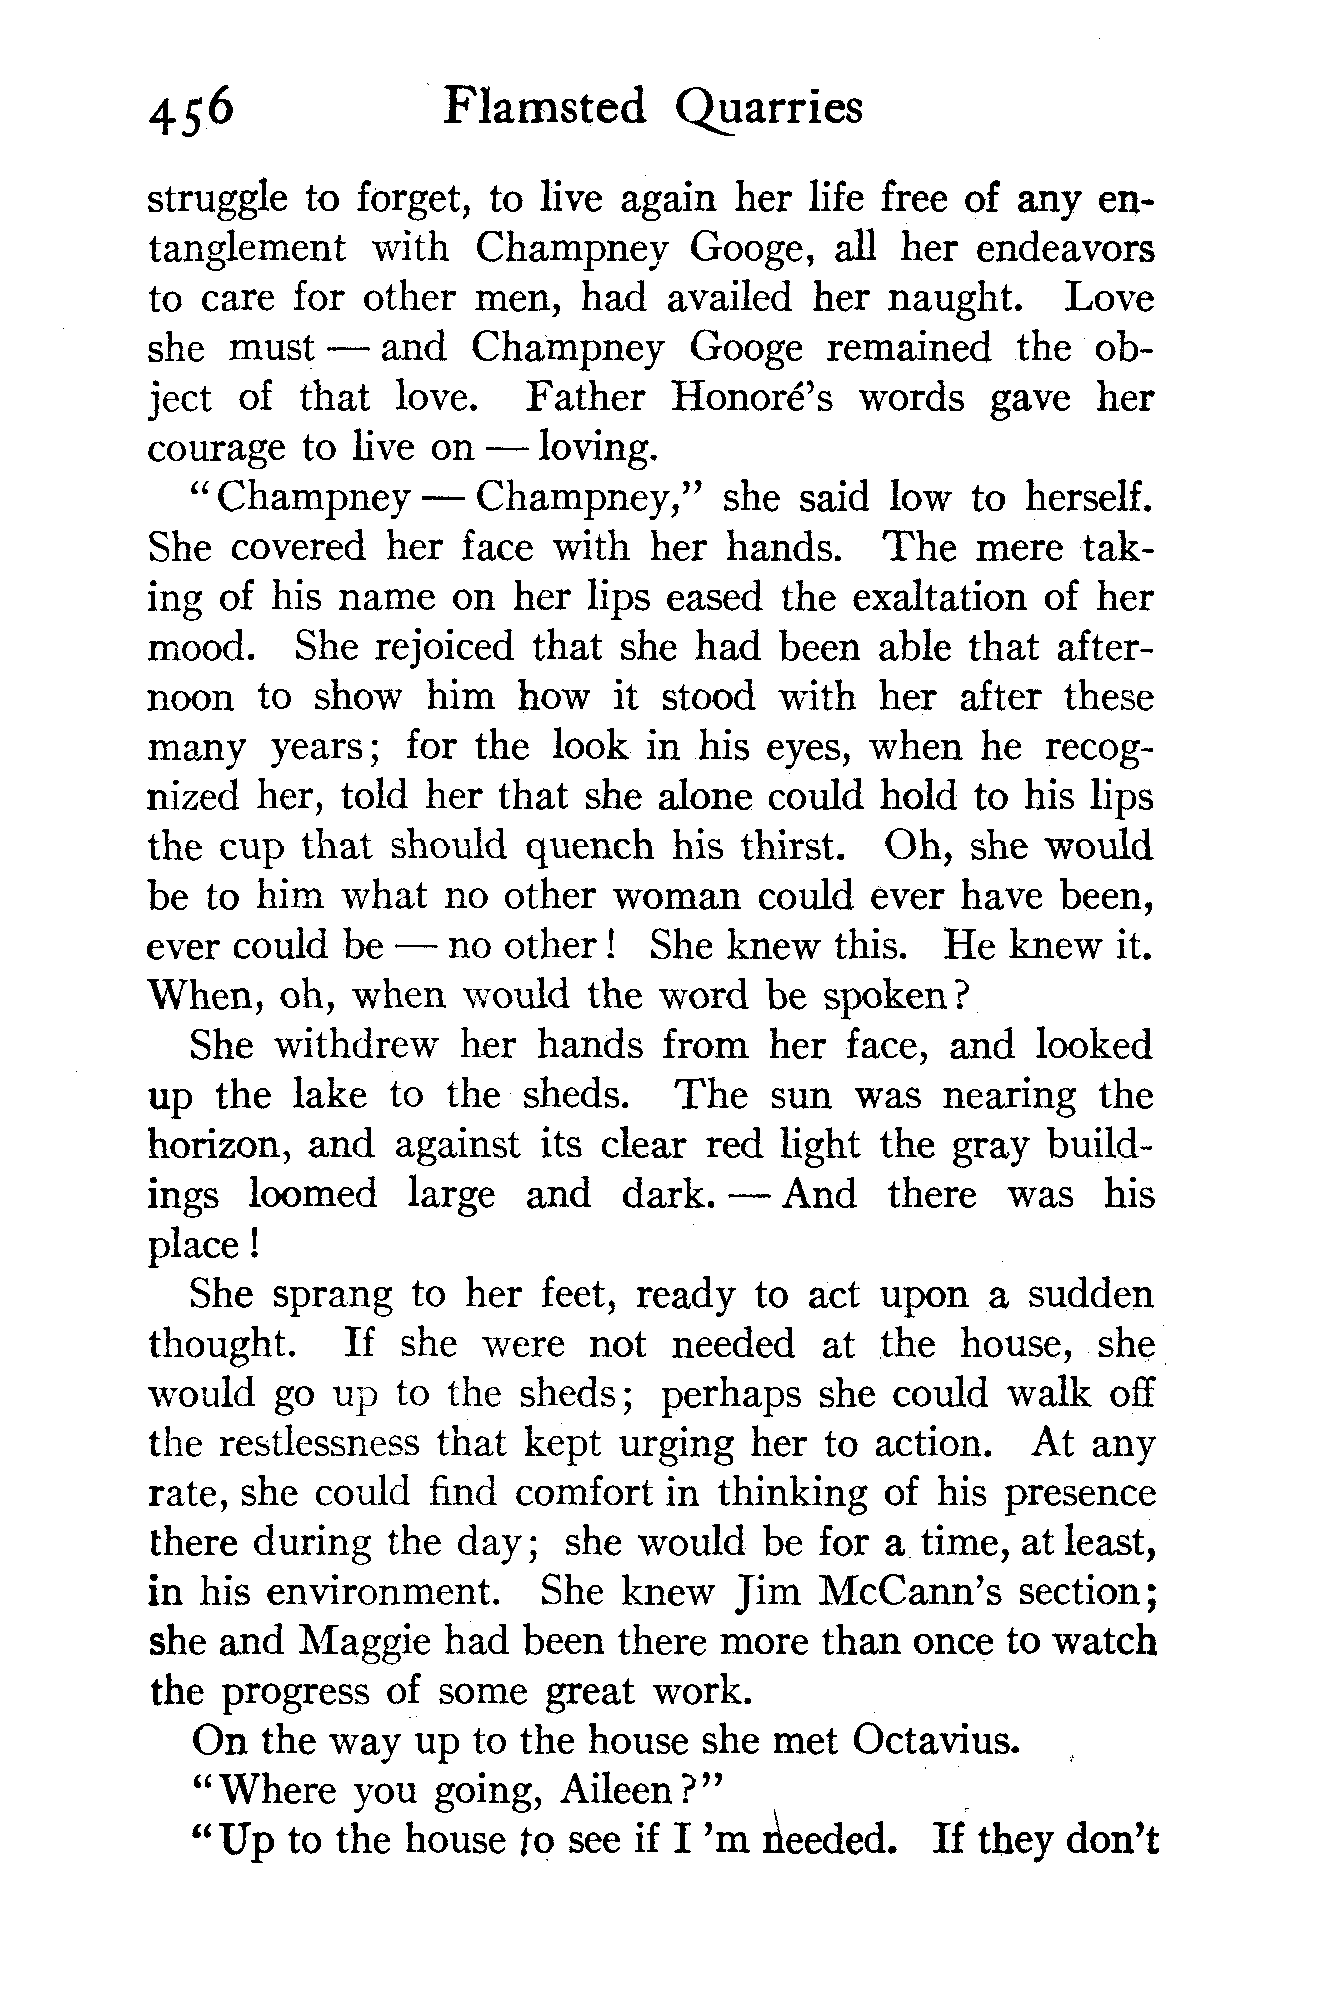 456 Flamsted Quarries
struggle to forget, to live again her life free of any en-
tanglement with Champney Googe, all her endeavors
to care for other men, had availed her naught. Love
she must — and Champney Googe remained the ob-
ject of that love. Father Honoré's words gave her
courage to live on — loving.
"Champney — Champney," she said low to herself.
She covered her face with her hands. The mere tak-
ing of his name on her lips eased the exaltation of her
mood. She rejoiced that she had been able that after-
noon to show him how it stood with her after these
many years; for the look in his eyes, when he recog-
nized her, told her that she alone could hold to his lips
the cup that should quench his thirst. Oh, she would
be to him what no other woman could ever have been,
ever could be — no other! She knew this. He knew it.
When, oh, when would the word be spoken?
She withdrew her hands from her face, and looked
up the lake to the sheds. The sun was nearing the
horizon, and against its clear red light the gray build-
ings loomed large and dark. — And there was his
place!
She sprang to her feet, ready to act upon a sudden
thought. If she were not needed at the house, she
would go up to the sheds; perhaps she could walk off
the restlessness that kept urging her to action. At any
rate, she could find comfort in thinking of his presence
there during the day; she would be for a time, at least,
in his environment. She knew Jim McCann's section;
she and Maggie had been there more than once to watch
the progress of some great work.
On the way up to the house she met Octavius.
"Where you going, Aileen?"
"Up to the house to see if I 'm needed. If they don't